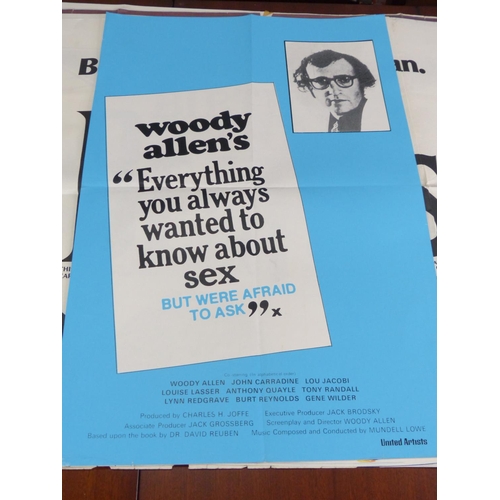 B an.
woody
allen's
“Everything
you always
wanted to
know about
sex
BUT WERE AFRAID
TO ASK”x
WOODY ALLEN JOHN CARRADINE LOU JACOBI
LOUISE LASSER ANTHONY QUAYLE TONY RANDALL
LYNN REDGRAVE BURT REYNOLDS GENE WILDER
Produced by CHARLES H. JOFFE Executive Producer JACK BRODSKY
Associate Producer JACK GROSSBERG Screenplay and Director WOODY ALLEN
Based upon the book by DR. DAVID REUBEN Music Composed and Conducted by MUNDELL LOWE
United Artists